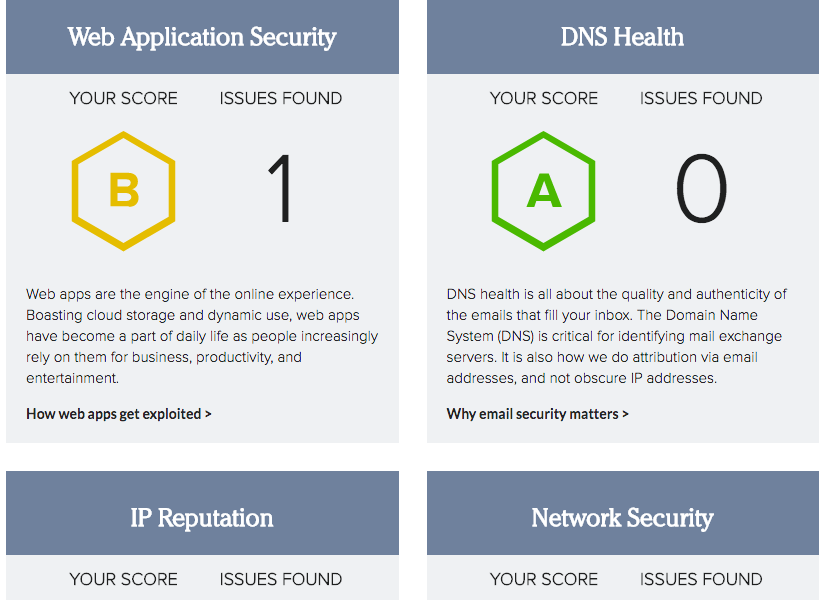 Web Application Security
YOUR SCORE ISSUES FOUND
B 1
Web apps are the engine of the online experience.
Boasting cloud storage and dynamic use, web apps
have become a part of daily life as people increasingly
rely on them for business, productivity, and
entertainment.
How web apps get exploited >
DNS Health
YOUR SCORE ISSUES FOUND
A 0
DNS health is all about the quality and authenticity of
the emails that fill your inbox. The Domain Name
System (DNS) is critical for identifying mail exchange
servers. It is also how we do attribution via email
addresses, and not obscure IP addresses.
Why email security matters >
IP Reputation
YOUR SCORE ISSUES FOUND
Network Security
YOUR SCORE ISSUES FOUND